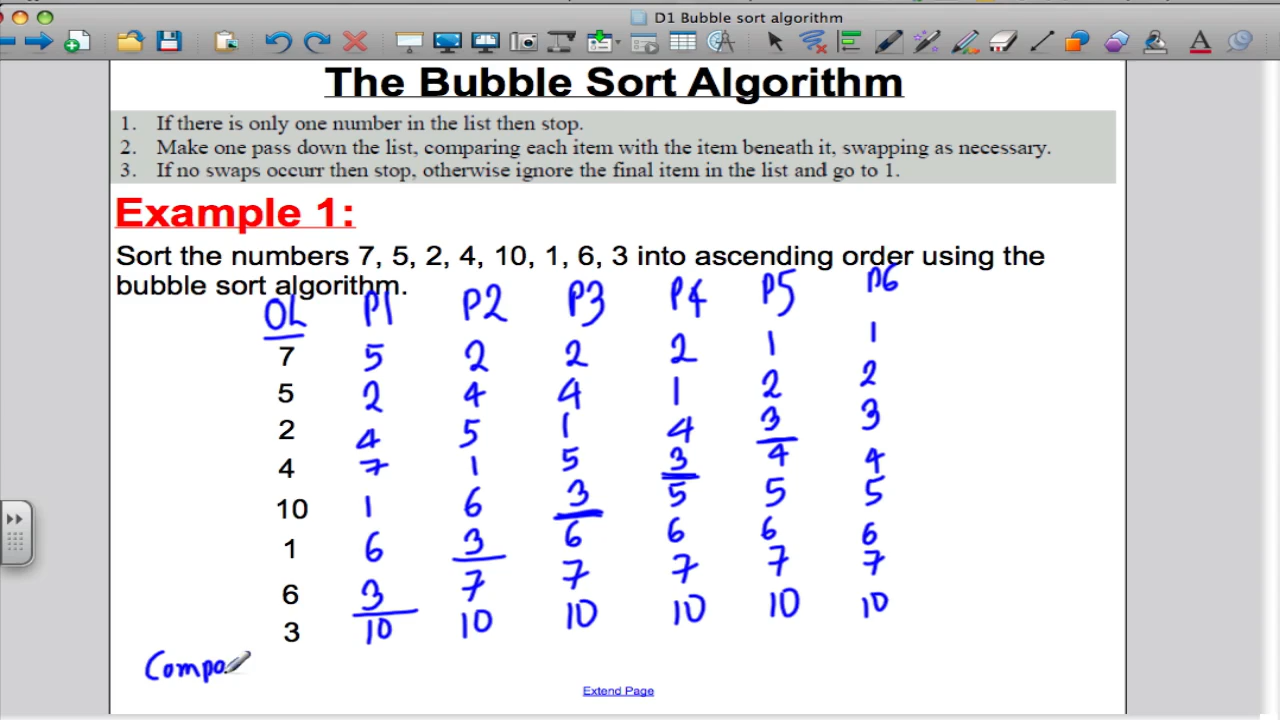 D1 Bubble sort algorithm
The Bubble Sort Algorithm
1. If there is only one number in the list then stop.
2. Make one pass down the list, comparing each item with the item beneath it, swapping as necessary.
3. If no swaps occurr then stop, otherwise ignore the final item in the list and go to 1.
Example 1:
Sort the numbers 7, 5, 2, 4, 10, 1, 6, 3 into ascending order using the
bubble sort algorithm.
OL P1 P2 P3 P4 P5 P6
7 5 2 2 2 1 1
5 2 4 4 1 2 2
2 4 5 1 4 3 3
4 7 1 5 3 4 4
10 1 6 3 5 5 5
1 6 3 6 6 6 6
6 3 7 7 7 7 7
3 10 10 10 10 10 10
Compa
Extend Page